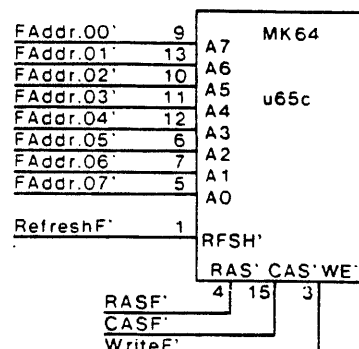 FAddr.00' 9 MK64
FAddr.01' 13 A7
FAddr.02' 10 A6
FAddr.03' 11 A5 u65c
FAddr.04' 12 A4
FAddr.05' 6 A3
FAddr.06' 7 A2
FAddr.07' 5 A1
A0
RefreshF' 1
RFSH'
RAS' CAS' WE'
RASF' 4 15 3
CASF'
WriteF'